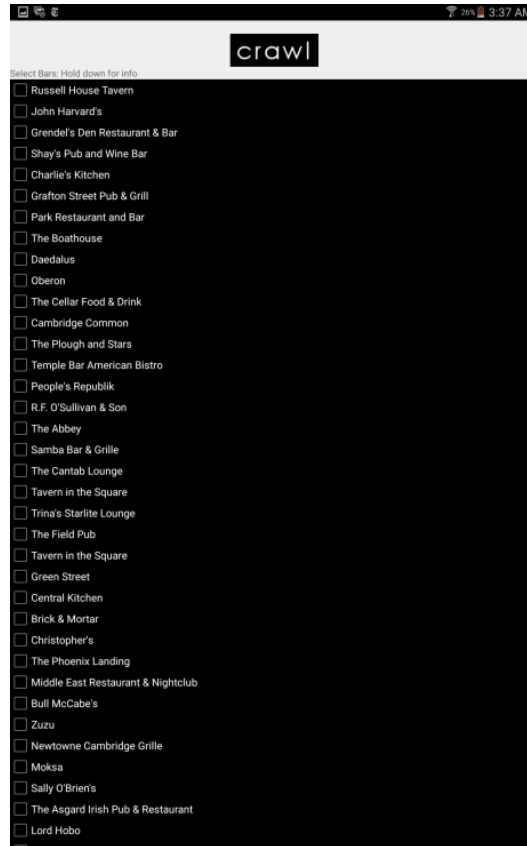 26% 3:37 AM
crawl
Select Bars: Hold down for info
Russell House Tavern
John Harvard's
Grendel's Den Restaurant & Bar
Shay's Pub and Wine Bar
Charlie's Kitchen
Grafton Street Pub & Grill
Park Restaurant and Bar
The Boathouse
Daedalus
Oberon
The Cellar Food & Drink
Cambridge Common
The Plough and Stars
Temple Bar American Bistro
People's Republik
R.F. O'Sullivan & Son
The Abbey
Samba Bar & Grille
The Cantab Lounge
Tavern in the Square
Trina's Starlite Lounge
The Field Pub
Tavern in the Square
Green Street
Central Kitchen
Brick & Mortar
Christopher's
The Phoenix Landing
Middle East Restaurant & Nightclub
Bull McCabe's
Zuzu
Newtowne Cambridge Grille
Moksa
Sally O'Brien's
The Asgard Irish Pub & Restaurant
Lord Hobo